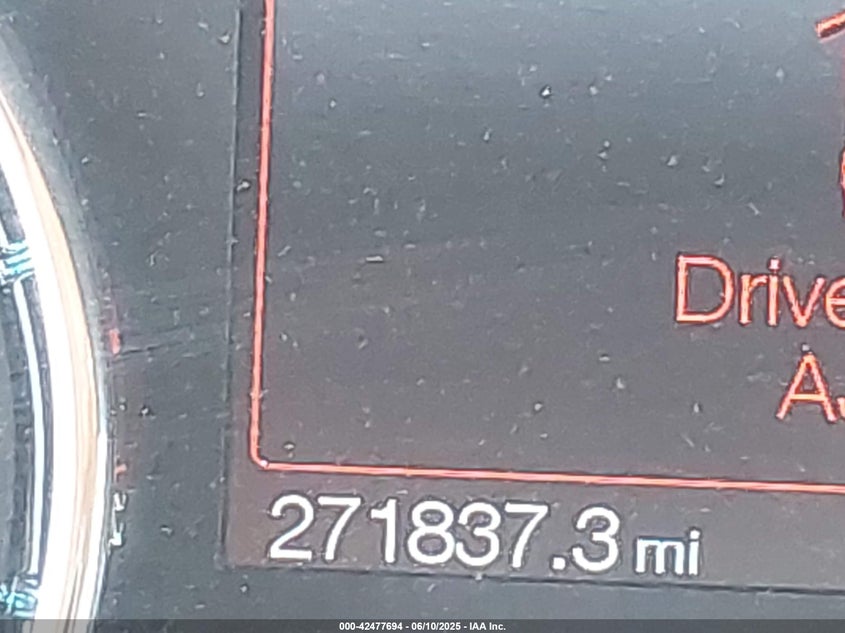 Drive
271837.3 mi
000-42477694 - 06/10/2025 - IAA Inc.